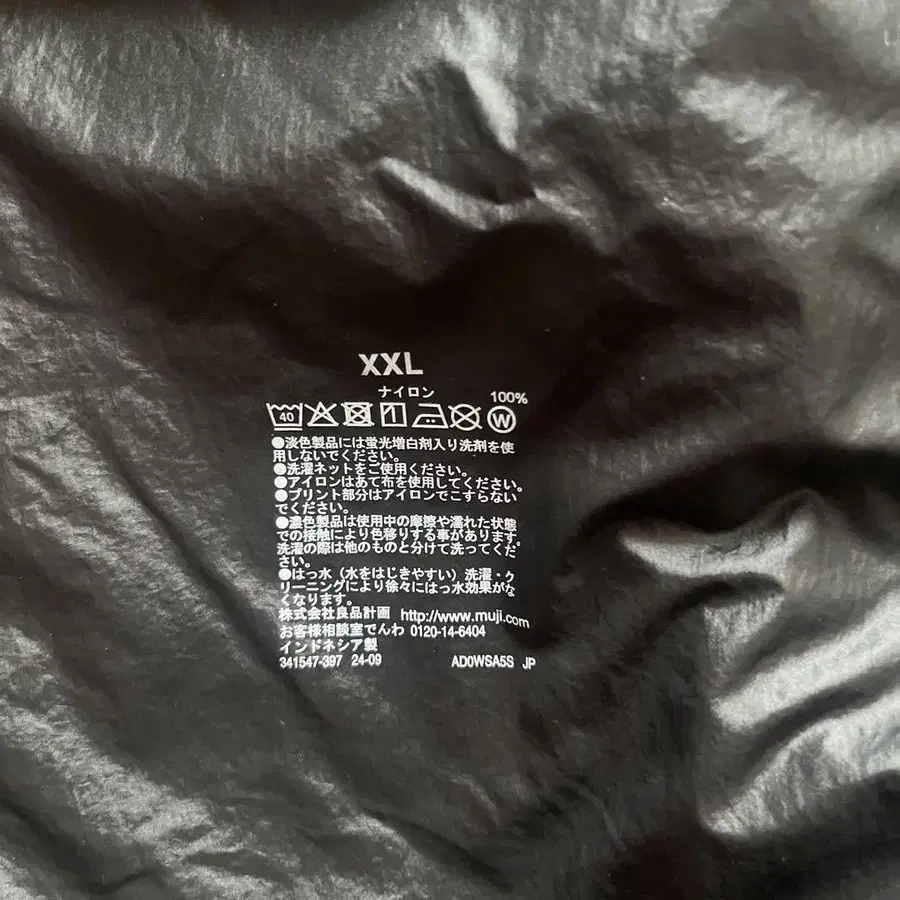 XXL
ナイロン 100%
40 1 W
●淡色製品には蛍光増白剤入り洗剤を使
用しないでください。
●洗濯ネットをご使用ください。
●アイロンはあて布を使用してください。
●プリント部分はアイロンでこすらない
でください。
●濃色製品は使用中の摩擦や濡れた状態
での接触により色移りする事があります。
洗濯の際は他のものと分けて洗ってくだ
さい。
●はっ水（水をはじきやすい）洗濯・ク
リーニングにより徐々にはっ水効果がな
くなります。
株式会社良品計画 http://www.muji.com
お客様相談室でんわ 0120-14-6404
インドネシア製
341547-397 24-09 AD0WSA5S JP